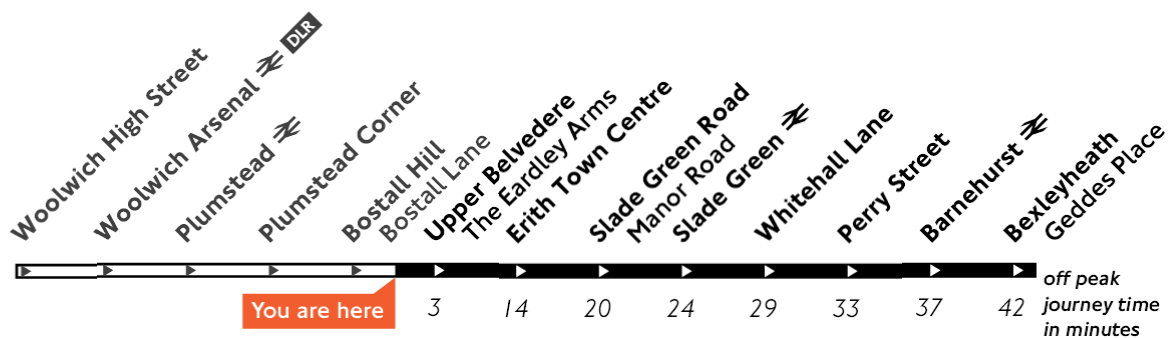 Woolwich High Street
Woolwich Arsenal DLR
Plumstead
Plumstead Corner
Bostall Hill
Bostall Lane
Upper Belvedere
The Eardley Arms
Erith Town Centre
Slade Green Road
Manor Road
Slade Green
Whitehall Lane
Perry Street
Barnehurst
Bexleyheath
Geddes Place
You are here
3 14 20 24 29 33 37 42
off peak
journey time
in minutes